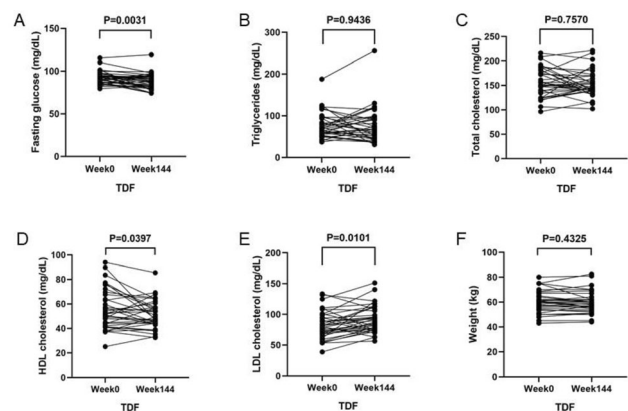 A
P=0.0031
Fasting glucose (mg/dL)
150
100
50
0
Week0 Week144
TDF
B
P=0.9436
Triglycerides (mg/dL)
300
200
100
0
Week0 Week144
TDF
C
P=0.7570
Total cholesterol (mg/dL)
250
200
150
100
50
0
Week0 Week144
TDF
D
P=0.0397
HDL cholesterol (mg/dL)
100
80
60
40
20
0
Week0 Week144
TDF
E
P=0.0101
LDL cholesterol (mg/dL)
200
150
100
50
0
Week0 Week144
TDF
F
P=0.4325
Weight (kg)
100
80
60
40
20
0
Week0 Week144
TDF